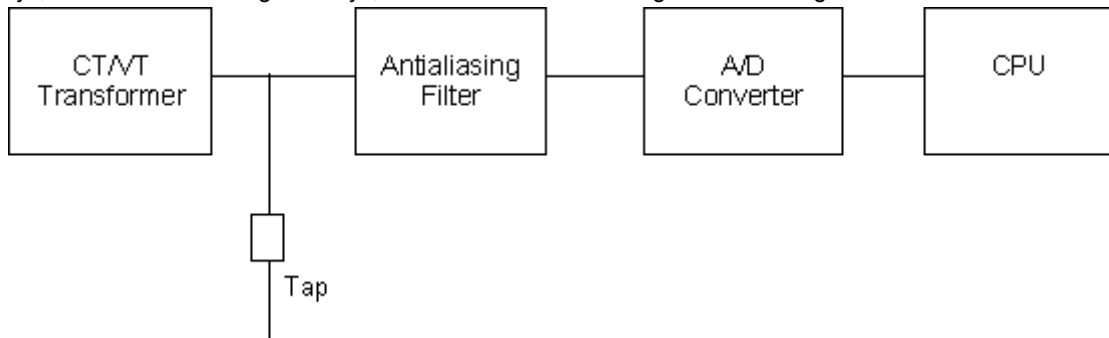 CT/VT
Transformer
Antialiasing
Filter
A/D
Converter
CPU
Tap